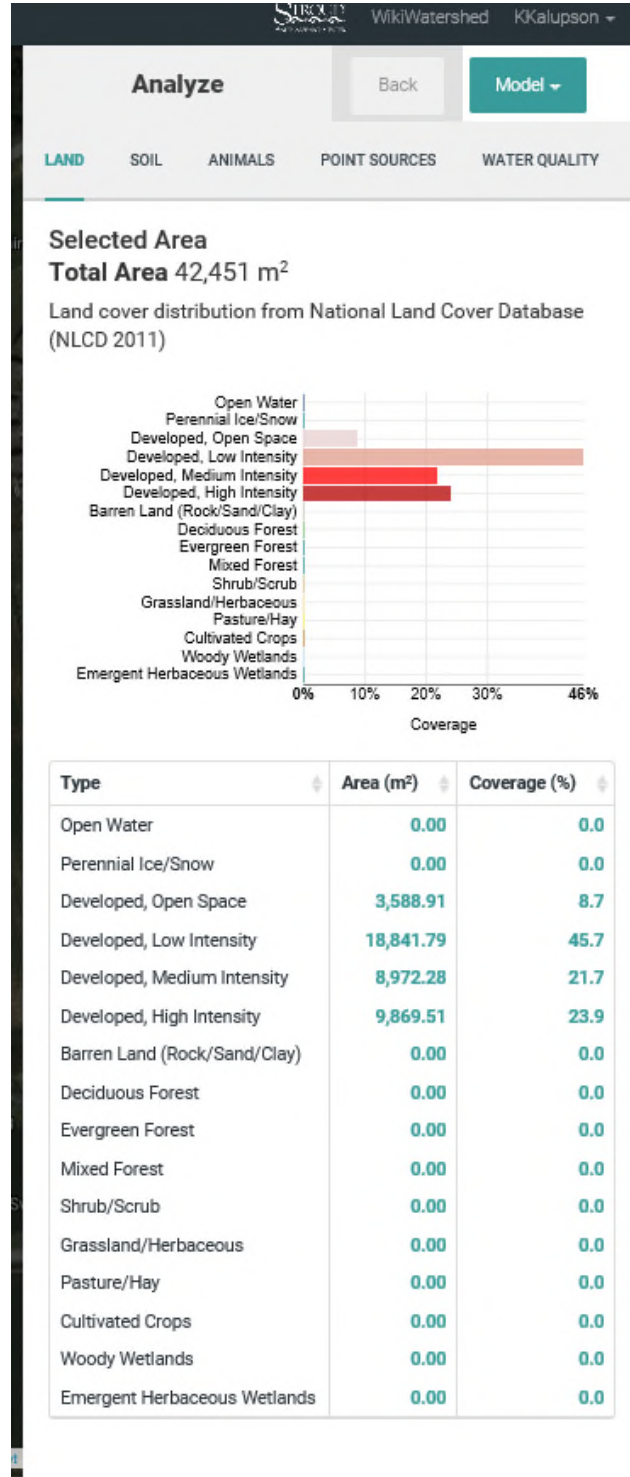 STROUD WikiWatershed KKalupson
Analyze Back Model
LAND SOIL ANIMALS POINT SOURCES WATER QUALITY
Selected Area
Total Area 42,451 m²
Land cover distribution from National Land Cover Database
(NLCD 2011)
Open Water
Perennial Ice/Snow
Developed, Open Space
Developed, Low Intensity
Developed, Medium Intensity
Developed, High Intensity
Barren Land (Rock/Sand/Clay)
Deciduous Forest
Evergreen Forest
Mixed Forest
Shrub/Scrub
Grassland/Herbaceous
Pasture/Hay
Cultivated Crops
Woody Wetlands
Emergent Herbaceous Wetlands
0% 10% 20% 30% 46%
Coverage
Type Area (m²) Coverage (%)
Open Water 0.00 0.0
Perennial Ice/Snow 0.00 0.0
Developed, Open Space 3,588.91 8.7
Developed, Low Intensity 18,841.79 45.7
Developed, Medium Intensity 8,972.28 21.7
Developed, High Intensity 9,869.51 23.9
Barren Land (Rock/Sand/Clay) 0.00 0.0
Deciduous Forest 0.00 0.0
Evergreen Forest 0.00 0.0
Mixed Forest 0.00 0.0
Shrub/Scrub 0.00 0.0
Grassland/Herbaceous 0.00 0.0
Pasture/Hay 0.00 0.0
Cultivated Crops 0.00 0.0
Woody Wetlands 0.00 0.0
Emergent Herbaceous Wetlands 0.00 0.0